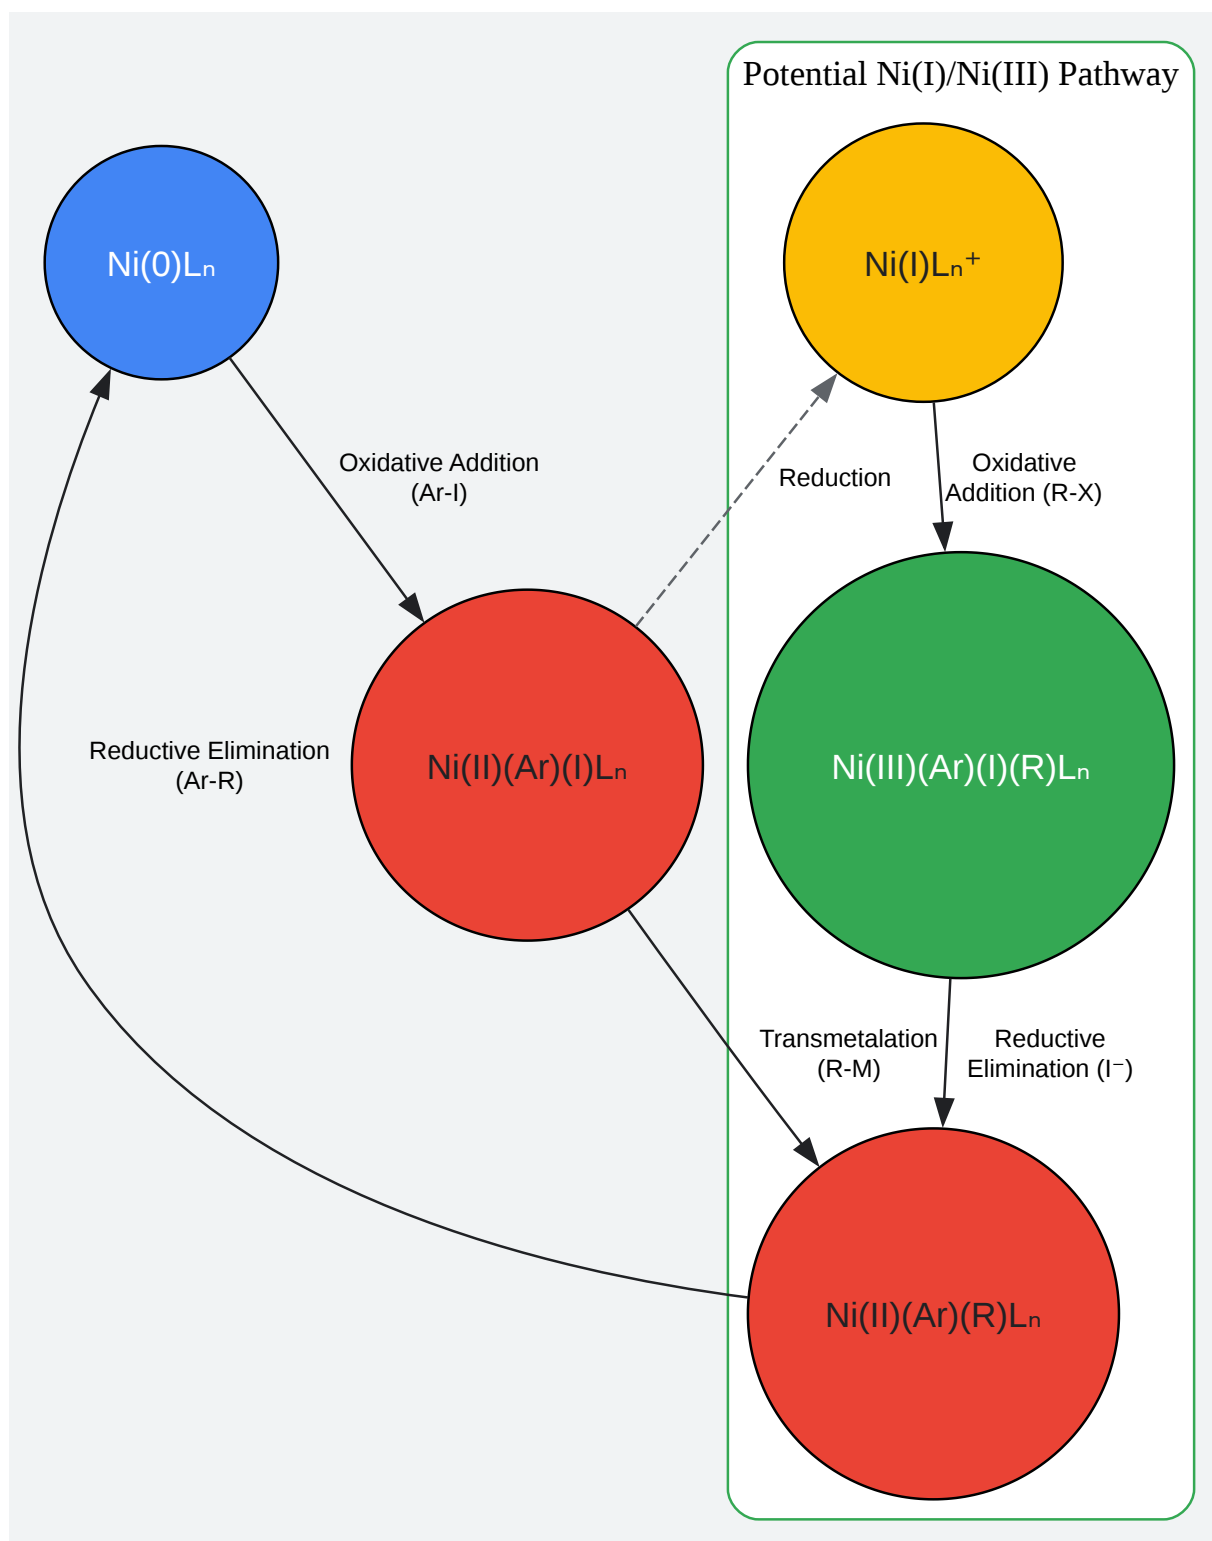 Potential Ni(I)/Ni(III) Pathway
Ni(0)Lₙ
Ni(I)Lₙ⁺
Oxidative Addition
(Ar-I)
Reduction
Oxidative
Addition (R-X)
Reductive Elimination
(Ar-R)
Ni(II)(Ar)(I)Lₙ
Ni(III)(Ar)(I)(R)Lₙ
Transmetalation
(R-M)
Reductive
Elimination (I⁻)
Ni(II)(Ar)(R)Lₙ